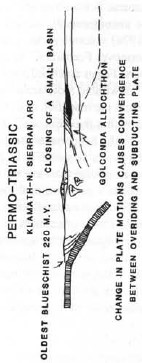 PERMO-TRIASSIC
KLAMATH-N. SIERRAN ARC
OLDEST BLUESCHIST 220 M.Y.
CLOSING OF A SMALL BASIN
GOLCONDA ALLOCHTHON
CHANGE IN PLATE MOTIONS CAUSES CONVERGENCE
BETWEEN OVERIDING AND SUBDUCTING PLATE